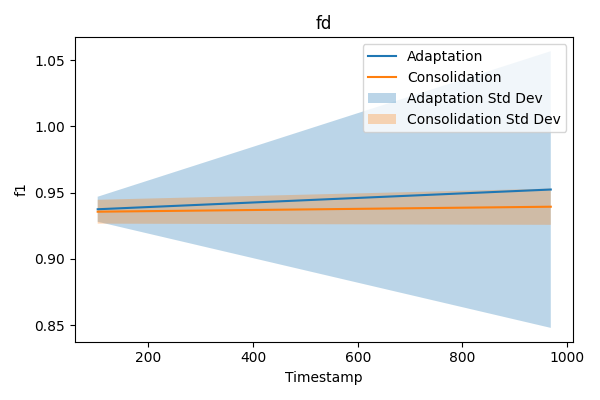 fd
Adaptation
Consolidation
Adaptation Std Dev
Consolidation Std Dev
1.05
1.00
0.95
0.90
0.85
f1
200
400
600
800
1000
Timestamp